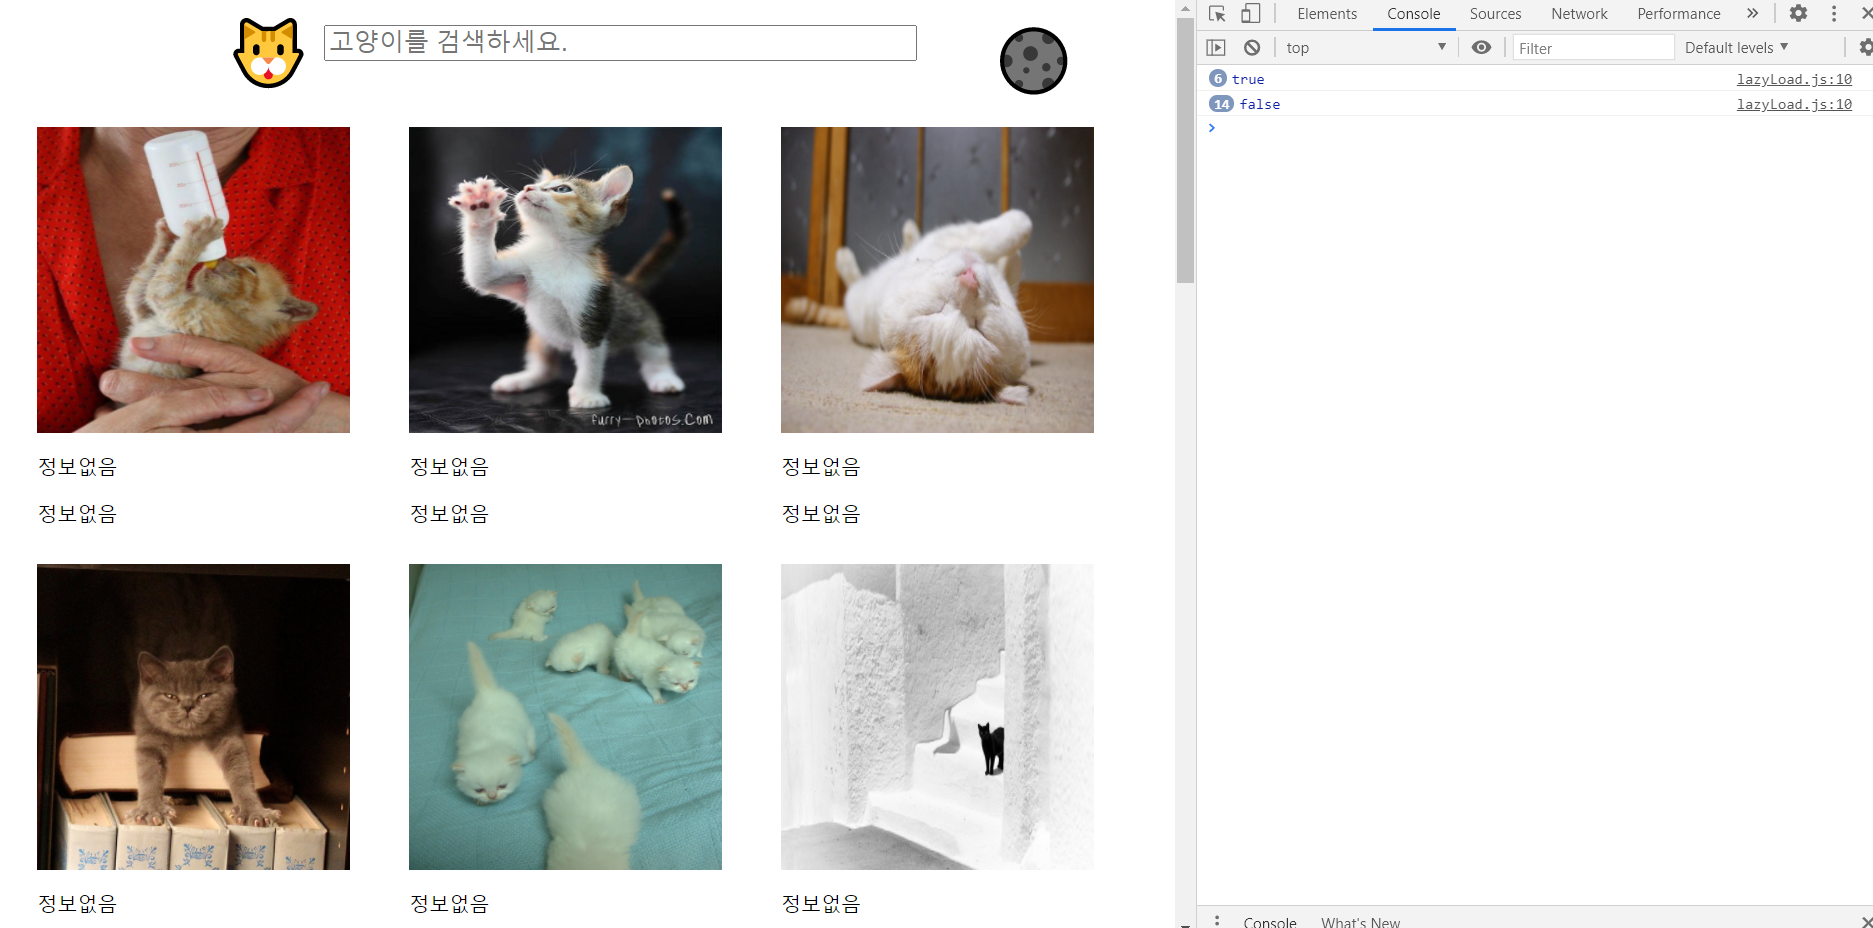 고양이를 검색하세요.
furry-photos.com
정보없음 정보없음 정보없음
정보없음 정보없음 정보없음
정보없음 정보없음 정보없음
Elements Console Sources Network Performance
top Filter Default levels
6 true lazyLoad.js:10
14 false lazyLoad.js:10
Console What's New